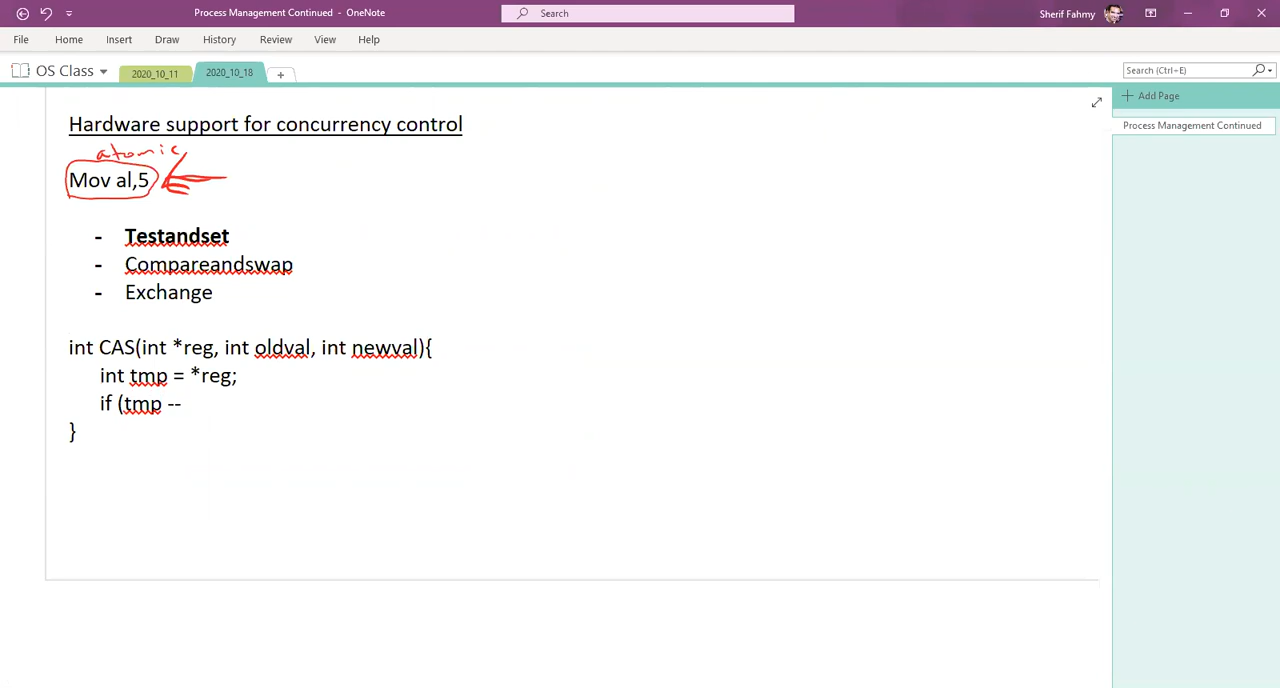 Process Management Continued - OneNote
Search
Sherif Fahmy
File Home Insert Draw History Review View Help
OS Class 2020_10_11 2020_10_18 +
Search (Ctrl+E)
Add Page
Process Management Continued
Hardware support for concurrency control
atomic
Mov al,5
- Testandset
- Compareandswap
- Exchange
int CAS(int *reg, int oldval, int newval){
int tmp = *reg;
if (tmp --
}